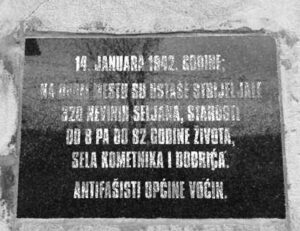 14. JANUARA 1942. GODINE;
NA OVOM MESTU SU USTAŠE STRIJELJALE
320 NEVINIH SELJANA, STAROSTI
OD 8 PA DO 82 GODINE ŽIVOTA,
SELA KOMETNIKA I DOBRIĆA.
ANTIFAŠISTI OPĆINE VOĆIN.